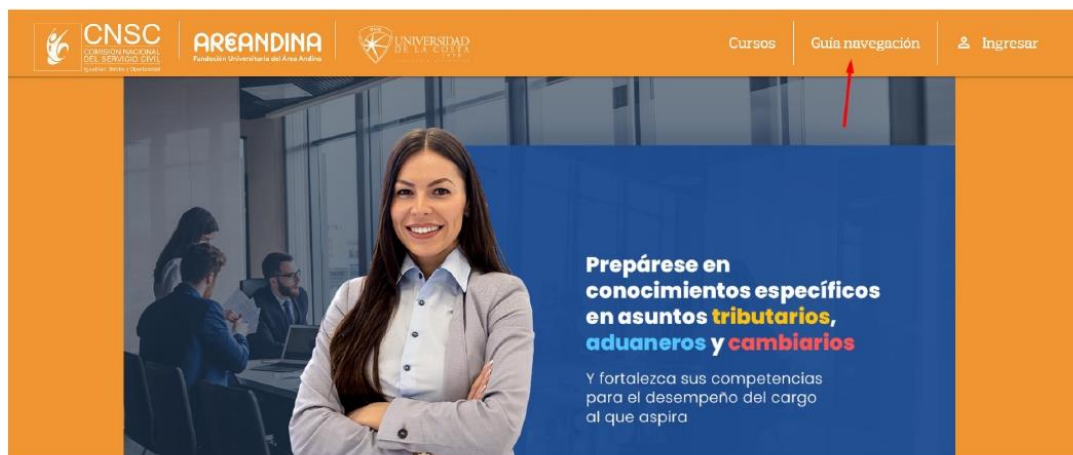 CNSC
COMISIÓN NACIONAL
DEL SERVICIO CIVIL
AREANDINA
Fundación Universitaria del Área Andina
UNIVERSIDAD
DE LA COSTA
1970
Cursos
Guía navegación
Ingresar
Prepárese en
conocimientos específicos
en asuntos tributarios,
aduaneros y cambiarios
Y fortalezca sus competencias
para el desempeño del cargo
al que aspira